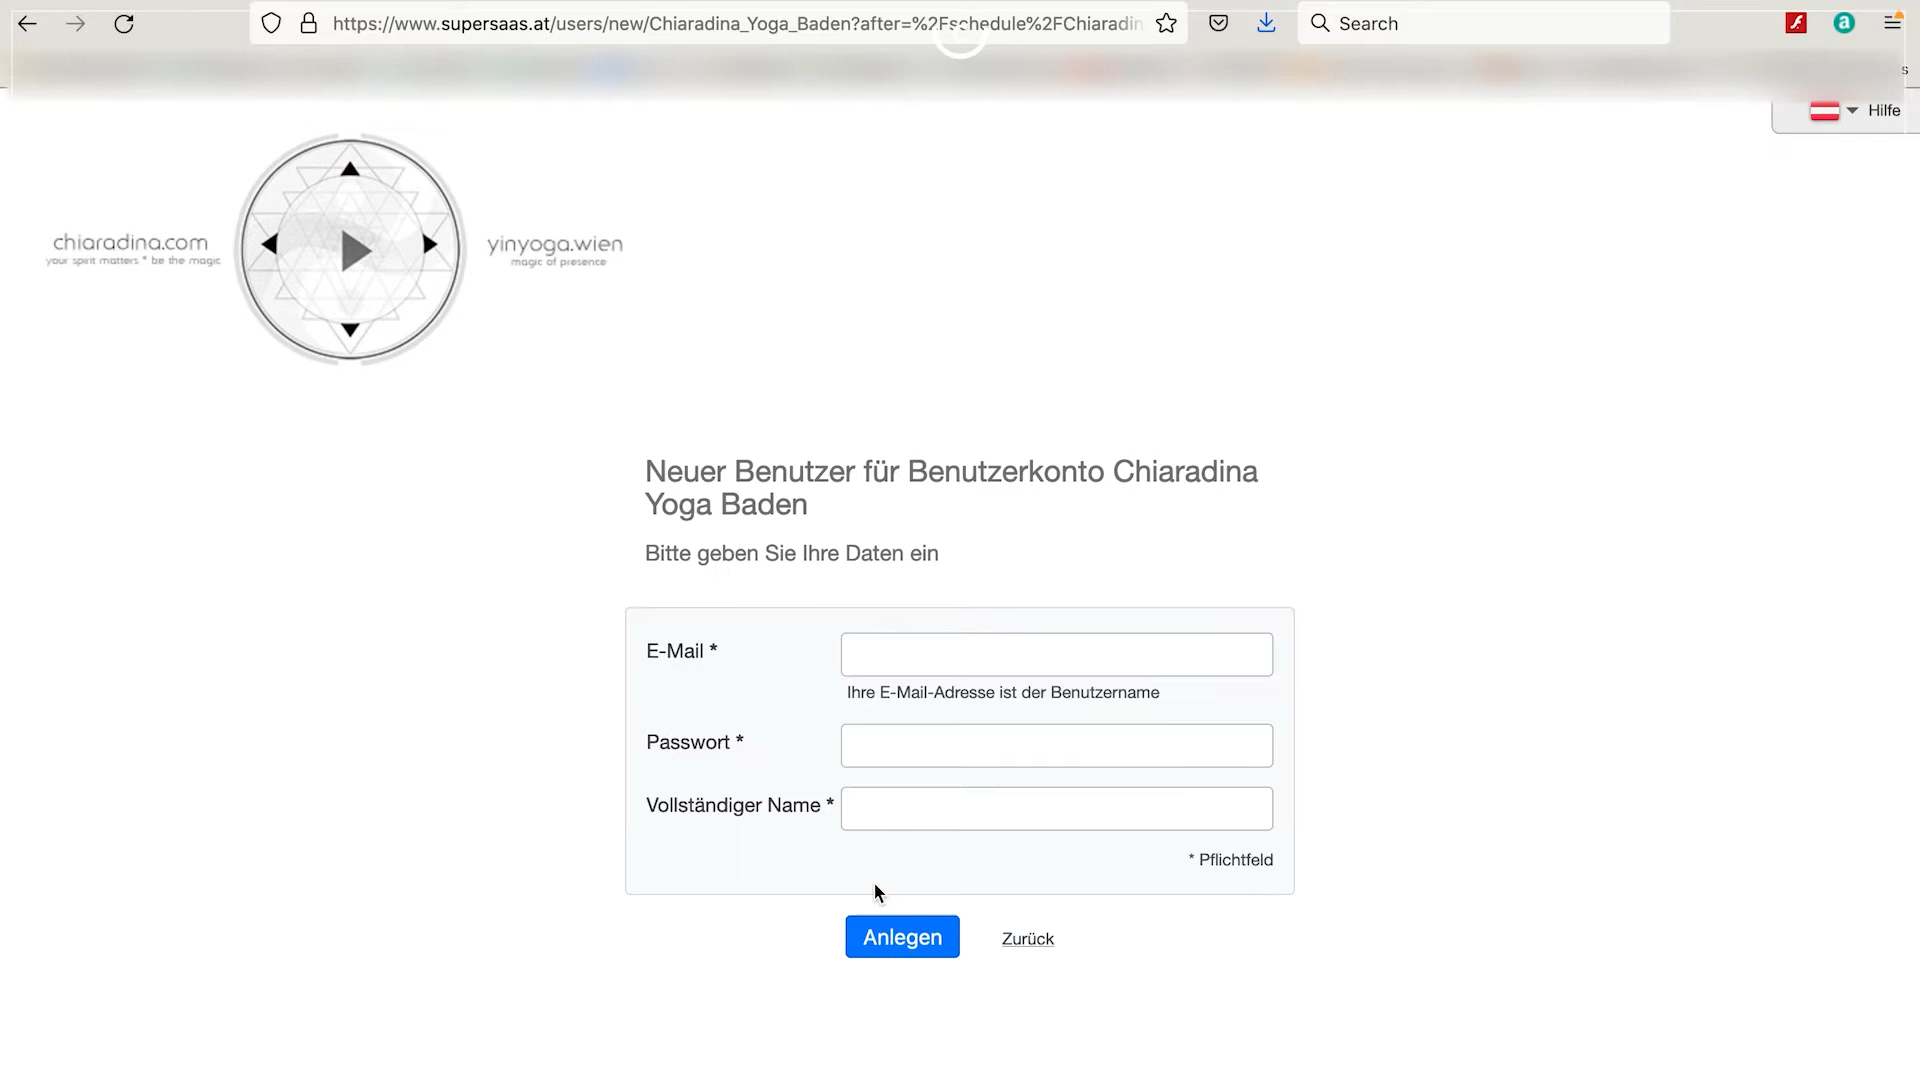 https://www.supersaas.at/users/new/Chiaradina_Yoga_Baden?after=%2Fschedule%2FChiaradin
Search
Hilfe
chiaradina.com
your spirit matters * be the magic
yinyoga.wien
magic of presence
Neuer Benutzer für Benutzerkonto Chiaradina
Yoga Baden
Bitte geben Sie Ihre Daten ein
E-Mail *
Ihre E-Mail-Adresse ist der Benutzername
Passwort *
Vollständiger Name *
* Pflichtfeld
Anlegen
Zurück